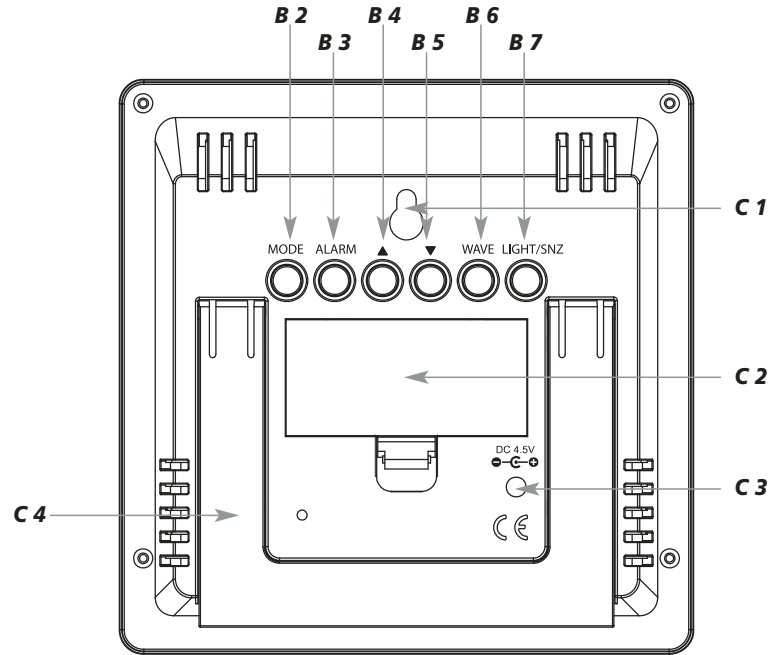 B 2
B 4
B 6
B 3
B 5
B 7
C 1
MODE ALARM ▲ ▼ WAVE LIGHT/SNZ
C 2
DC 4.5V
C 3
C 4
CE